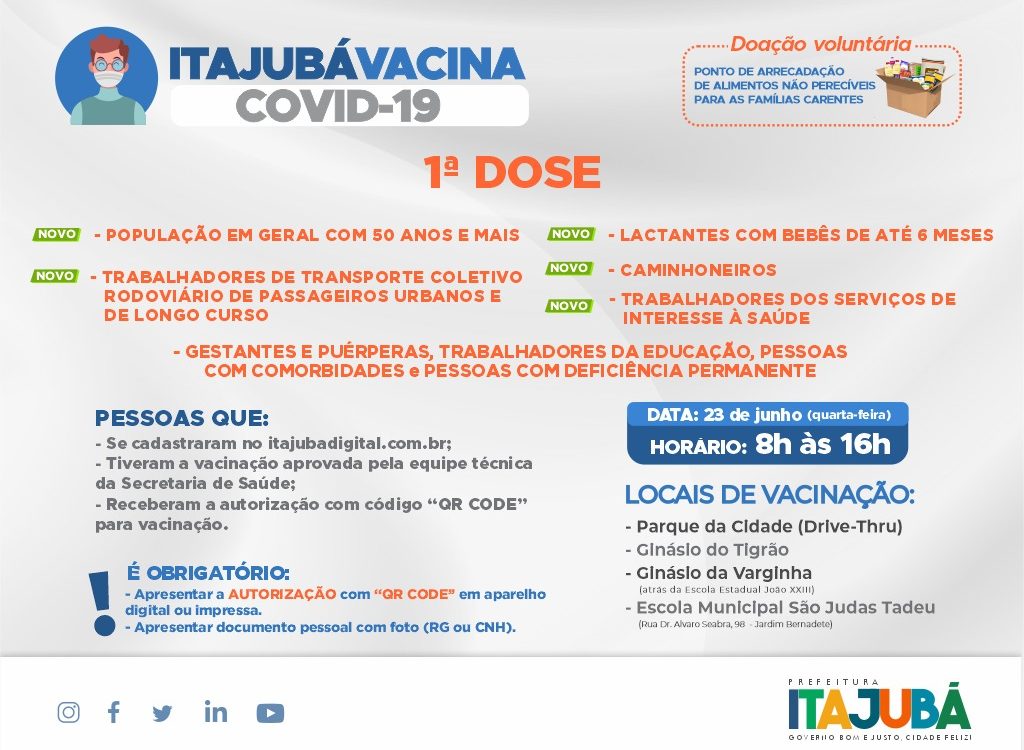 ITAJUBÁVACINA
COVID-19
Doação voluntária
PONTO DE ARRECADAÇÃO
DE ALIMENTOS NÃO PERECÍVEIS
PARA AS FAMÍLIAS CARENTES
1ª DOSE
NOVO - POPULAÇÃO EM GERAL COM 50 ANOS E MAIS
NOVO - TRABALHADORES DE TRANSPORTE COLETIVO
RODOVIÁRIO DE PASSAGEIROS URBANOS E
DE LONGO CURSO
NOVO - LACTANTES COM BEBÊS DE ATÉ 6 MESES
NOVO - CAMINHONEIROS
NOVO - TRABALHADORES DOS SERVIÇOS DE
INTERESSE À SAÚDE
- GESTANTES E PUÉRPERAS, TRABALHADORES DA EDUCAÇÃO, PESSOAS
COM COMORBIDADES e PESSOAS COM DEFICIÊNCIA PERMANENTE
PESSOAS QUE:
- Se cadastraram no itajubadigital.com.br;
- Tiveram a vacinação aprovada pela equipe técnica
da Secretaria de Saúde;
- Receberam a autorização com código “QR CODE”
para vacinação.
É OBRIGATÓRIO:
- Apresentar a AUTORIZAÇÃO com “QR CODE” em aparelho
digital ou impressa.
- Apresentar documento pessoal com foto (RG ou CNH).
DATA: 23 de junho (quarta-feira)
HORÁRIO: 8h às 16h
LOCAIS DE VACINAÇÃO:
- Parque da Cidade (Drive-Thru)
- Ginásio do Tigrão
- Ginásio da Varginha
(atrás da Escola Estadual João XXIII)
- Escola Municipal São Judas Tadeu
(Rua Dr. Alvaro Seabra, 98 - Jardim Bernadete)
PREFEITURA
ITAJUBÁ
GOVERNO BOM E JUSTO, CIDADE FELIZ!